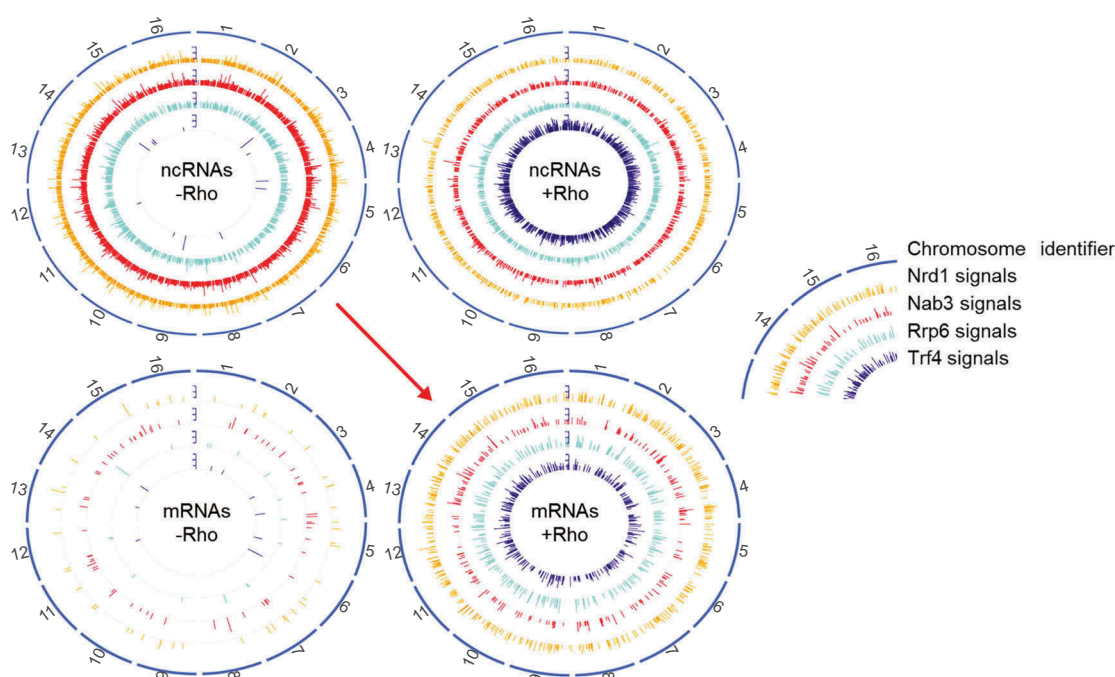 16 1 2 3 4 5 6 7 8 9 10 11 12 13 14 15
ncRNAs
-Rho
16 1 2 3 4 5 6 7 8 9 10 11 12 13 14 15
ncRNAs
+Rho
16 15 14
Chromosome identifier
Nrd1 signals
Nab3 signals
Rrp6 signals
Trf4 signals
16 1 2 3 4 5 6 7 8 9 10 11 12 13 14 15
mRNAs
-Rho
16 1 2 3 4 5 6 7 8 9 10 11 12 13 14 15
mRNAs
+Rho